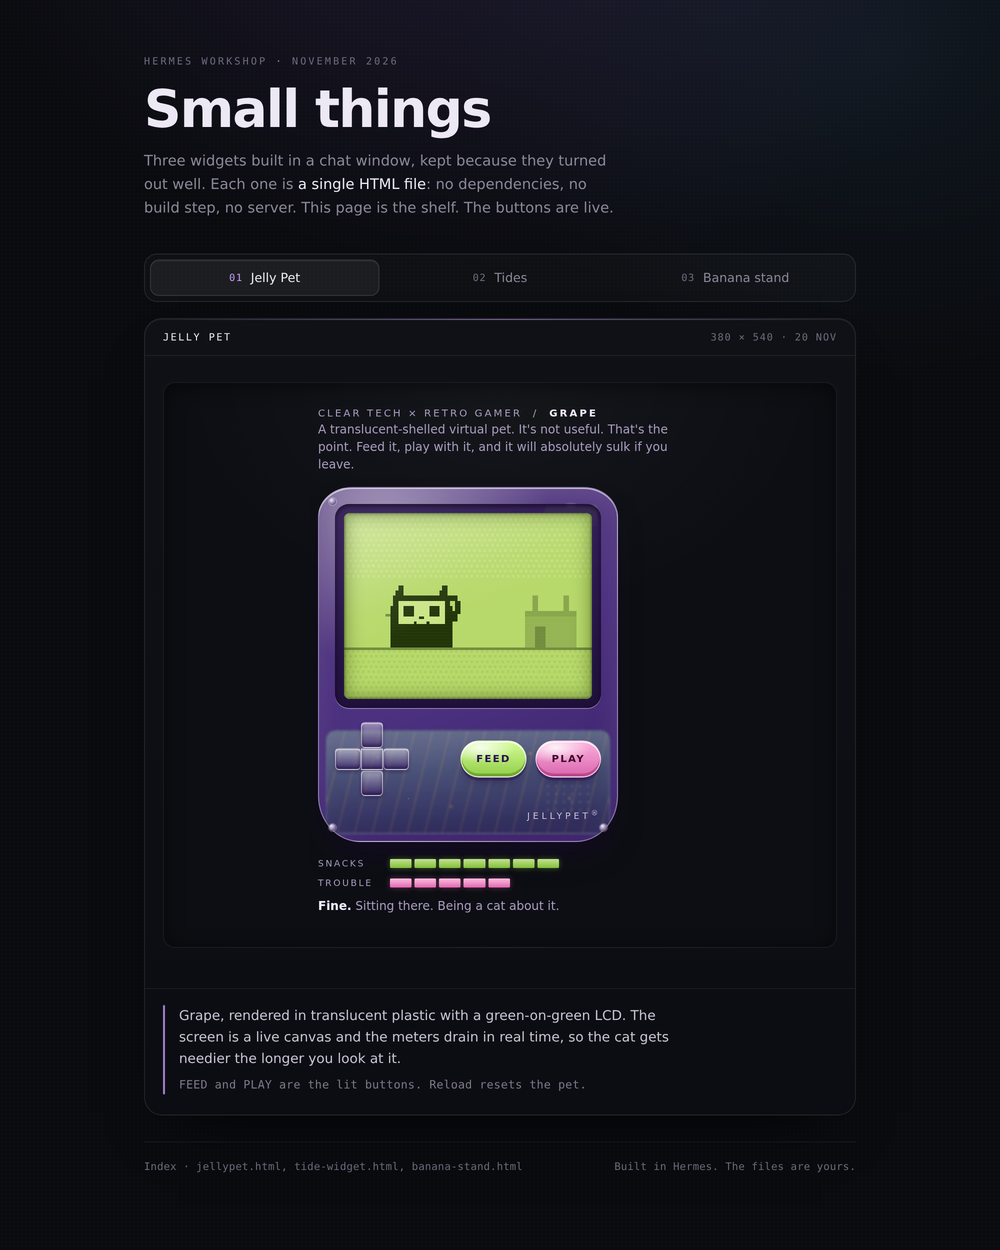 HERMES WORKSHOP · NOVEMBER 2026
Small things
Three widgets built in a chat window, kept because they turned
out well. Each one is a single HTML file: no dependencies, no
build step, no server. This page is the shelf. The buttons are live.
01 Jelly Pet
02 Tides
03 Banana stand
JELLY PET
380 × 540 · 20 NOV
CLEAR TECH × RETRO GAMER / GRAPE
A translucent-shelled virtual pet. It's not useful. That's the
point. Feed it, play with it, and it will absolutely sulk if you
leave.
FEED
PLAY
JELLYPET®
SNACKS
TROUBLE
Fine. Sitting there. Being a cat about it.
Grape, rendered in translucent plastic with a green-on-green LCD. The
screen is a live canvas and the meters drain in real time, so the cat gets
needier the longer you look at it.
FEED and PLAY are the lit buttons. Reload resets the pet.
Index · jellypet.html, tide-widget.html, banana-stand.html
Built in Hermes. The files are yours.